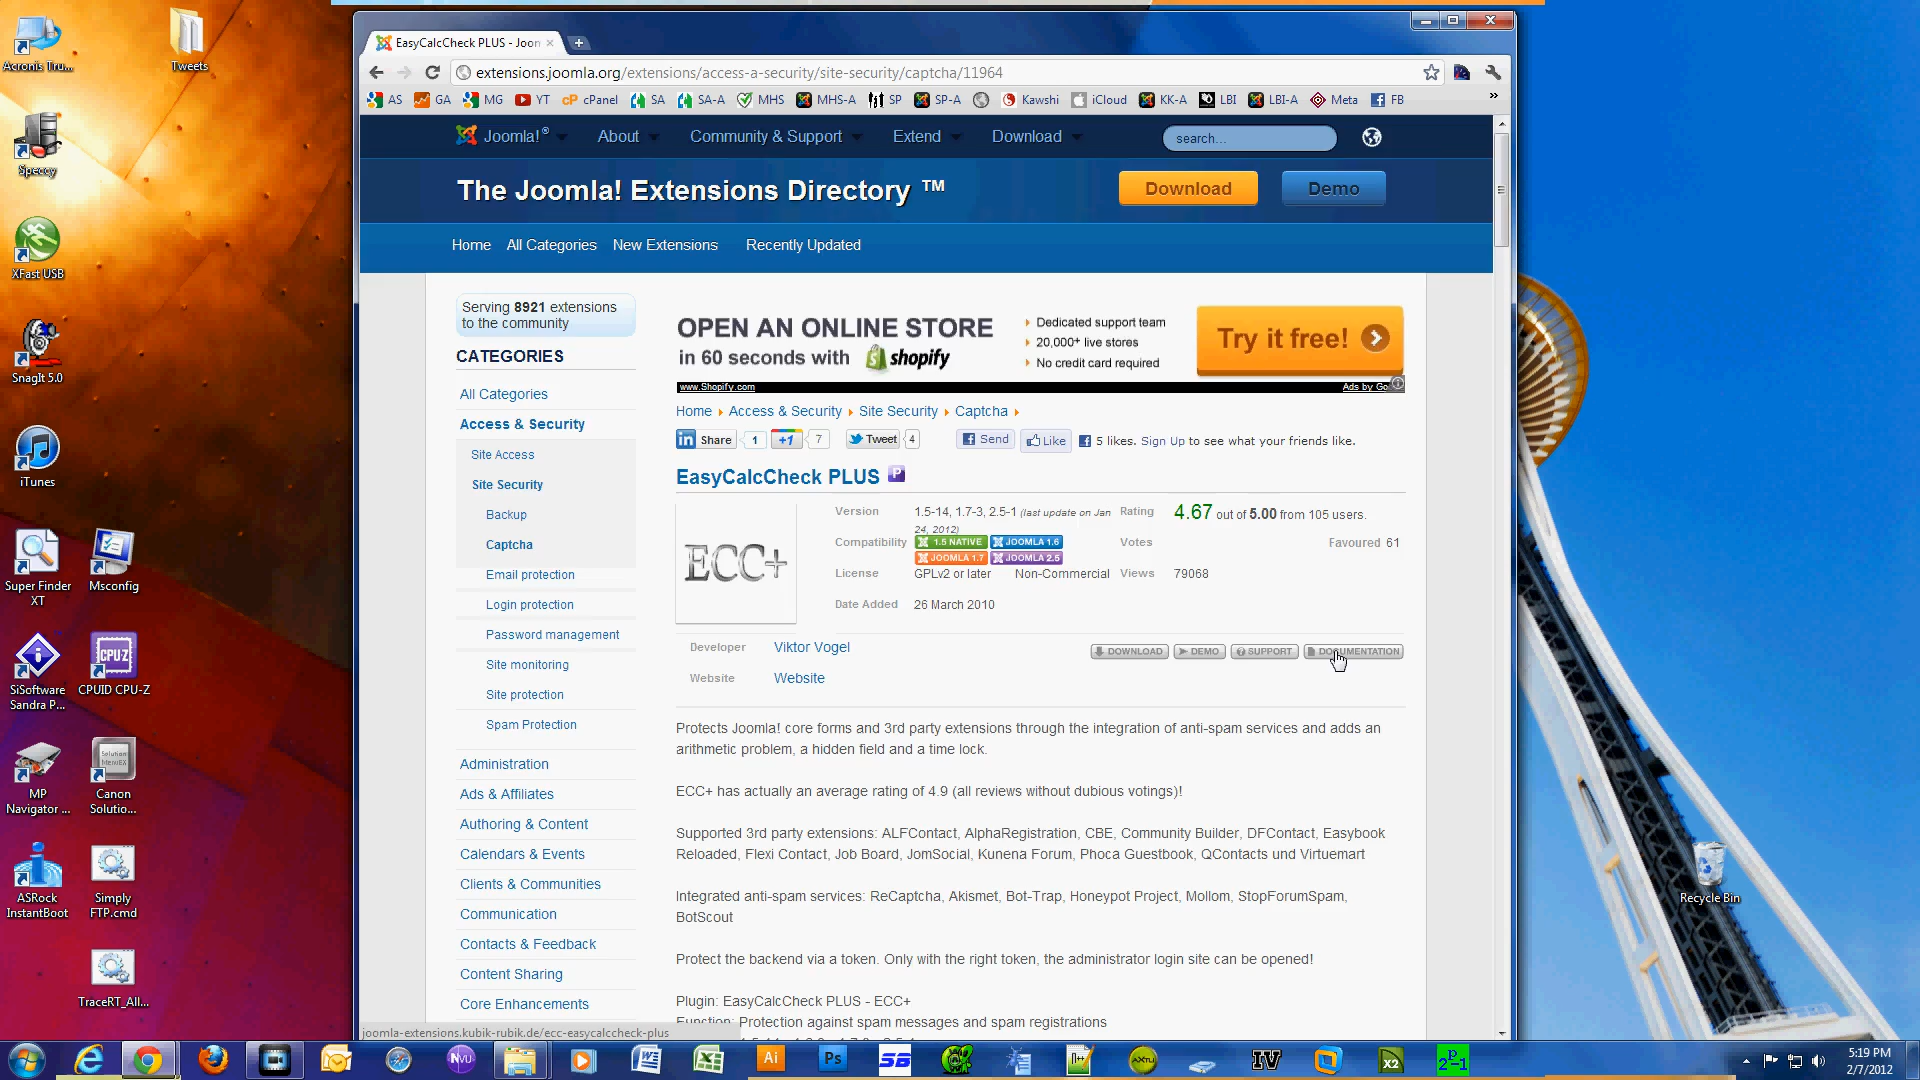 Acronis Tru...
Tweets
Speccy
XFast USB
SnagIt 5.0
iTunes
Super Finder
XT
Msconfig
SiSoftware
Sandra P...
CPUID CPU-Z
MP
Navigator ...
Canon
Solutio...
ASRock
InstantBoot
Simply
FTP.cmd
TraceRT_All...
Recycle Bin
EasyCalcCheck PLUS - Joon
extensions.joomla.org/extensions/access-a-security/site-security/captcha/11964
AS GA MG YT cPanel SA SA-A MHS MHS-A SP SP-A Kawshi iCloud KK-A LBI LBI-A Meta FB »
Joomla!® About Community & Support Extend Download search...
The Joomla! Extensions Directory ™ Download Demo
Home All Categories New Extensions Recently Updated
Serving 8921 extensions
to the community
CATEGORIES
All Categories
Access & Security
Site Access
Site Security
Backup
Captcha
Email protection
Login protection
Password management
Site monitoring
Site protection
Spam Protection
Administration
Ads & Affiliates
Authoring & Content
Calendars & Events
Clients & Communities
Communication
Contacts & Feedback
Content Sharing
Core Enhancements
OPEN AN ONLINE STORE
in 60 seconds with shopify
Dedicated support team
20,000+ live stores
No credit card required
Try it free!
www.Shopify.com Ads by Go
Home Access & Security Site Security Captcha
in Share 1 +1 7 Tweet 4 Send Like 5 likes. Sign Up to see what your friends like.
EasyCalcCheck PLUS P
ECC+
Version 1.5-14, 1.7-3, 2.5-1 (last update on Jan
24, 2012)
Rating 4.67 out of 5.00 from 105 users.
Compatibility 1.5 NATIVE JOOMLA 1.6
JOOMLA 1.7 JOOMLA 2.5
Votes Favoured 61
License GPLv2 or later Non-Commercial Views 79068
Date Added 26 March 2010
Developer Viktor Vogel
DOWNLOAD DEMO SUPPORT DOCUMENTATION
Website Website
Protects Joomla! core forms and 3rd party extensions through the integration of anti-spam services and adds an
arithmetic problem, a hidden field and a time lock.
ECC+ has actually an average rating of 4.9 (all reviews without dubious votings)!
Supported 3rd party extensions: ALFContact, AlphaRegistration, CBE, Community Builder, DFContact, Easybook
Reloaded, Flexi Contact, Job Board, JomSocial, Kunena Forum, Phoca Guestbook, QContacts und Virtuemart
Integrated anti-spam services: ReCaptcha, Akismet, Bot-Trap, Honeypot Project, Mollom, StopForumSpam,
BotScout
Protect the backend via a token. Only with the right token, the administrator login site can be opened!
Plugin: EasyCalcCheck PLUS - ECC+
Function: Protection against spam messages and spam registrations
joomla-extensions.kubik-rubik.de/ecc-easycalccheck-plus
5:19 PM
2/7/2012